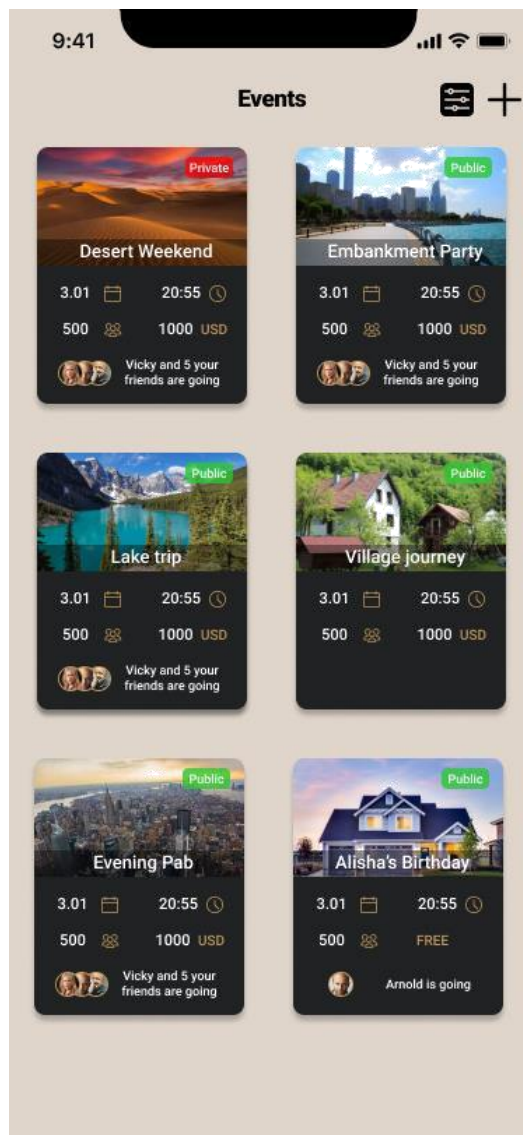 9:41
Events
Private
Desert Weekend
3.01 20:55
500 1000 USD
Vicky and 5 your
friends are going
Public
Embankment Party
3.01 20:55
500 1000 USD
Vicky and 5 your
friends are going
Public
Lake trip
3.01 20:55
500 1000 USD
Vicky and 5 your
friends are going
Public
Village journey
3.01 20:55
500 1000 USD
Public
Evening Pab
3.01 20:55
500 1000 USD
Vicky and 5 your
friends are going
Public
Alisha's Birthday
3.01 20:55
500 FREE
Arnold is going